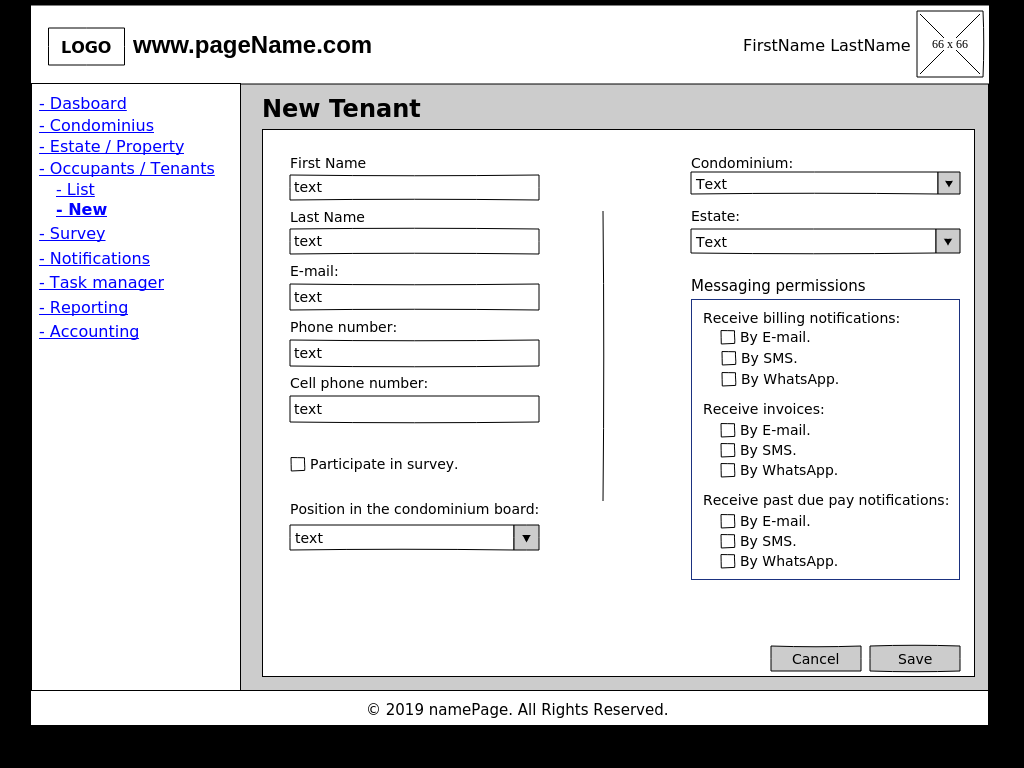 LOGO
www.pageName.com
FirstName LastName
66 x 66
- Dasboard
- Condominius
- Estate / Property
- Occupants / Tenants
- List
- New
- Survey
- Notifications
- Task manager
- Reporting
- Accounting
New Tenant
First Name
text
Last Name
text
E-mail:
text
Phone number:
text
Cell phone number:
text
Participate in survey.
Position in the condominium board:
text
Condominium:
Text
Estate:
Text
Messaging permissions
Receive billing notifications:
By E-mail.
By SMS.
By WhatsApp.
Receive invoices:
By E-mail.
By SMS.
By WhatsApp.
Receive past due pay notifications:
By E-mail.
By SMS.
By WhatsApp.
Cancel
Save
© 2019 namePage. All Rights Reserved.